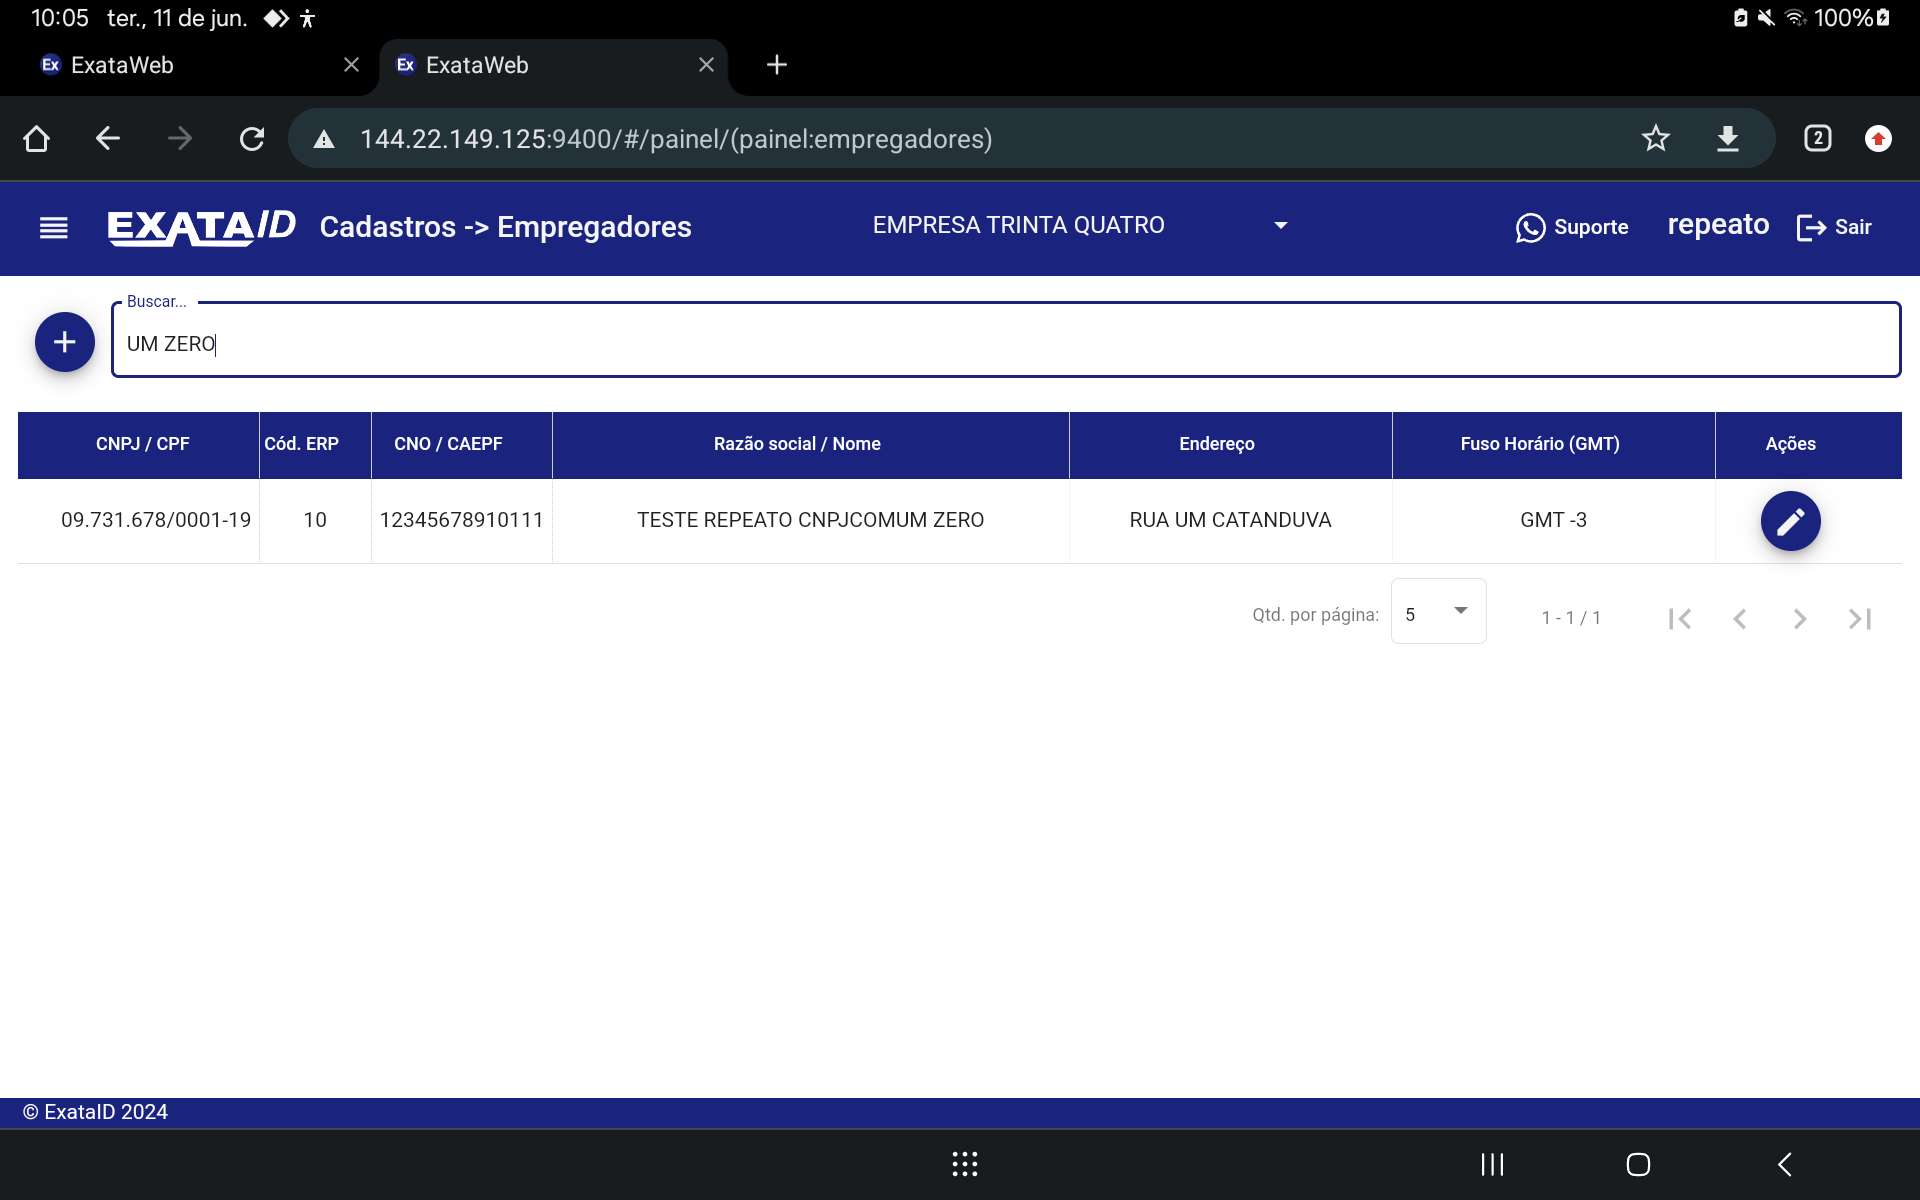 10:05 ter., 11 de jun. 100%
Ex ExataWeb Ex ExataWeb
144.22.149.125:9400/#/painel/(painel:empregadores) 2
EXATAID Cadastros -> Empregadores EMPRESA TRINTA QUATRO Suporte repeato Sair
Buscar...
UM ZERO
CNPJ / CPF Cód. ERP CNO / CAEPF Razão social / Nome Endereço Fuso Horário (GMT) Ações
09.731.678/0001-19 10 12345678910111 TESTE REPEATO CNPJCOMUM ZERO RUA UM CATANDUVA GMT -3
Qtd. por página: 5 1 - 1 / 1
© ExataID 2024